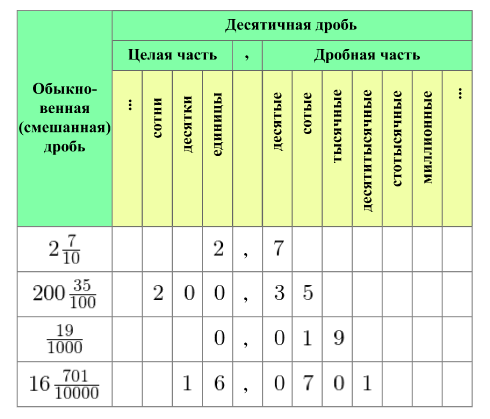 Десятичная дробь
Обыкно-
венная
(смешанная)
дробь
Целая часть , Дробная часть
... сотни десятки единицы десятые сотые тысячные десятитысячные стотысячные миллионные ...
2 7/10 2 , 7
200 35/100 2 0 0 , 3 5
19/1000 0 , 0 1 9
16 701/10000 1 6 , 0 7 0 1